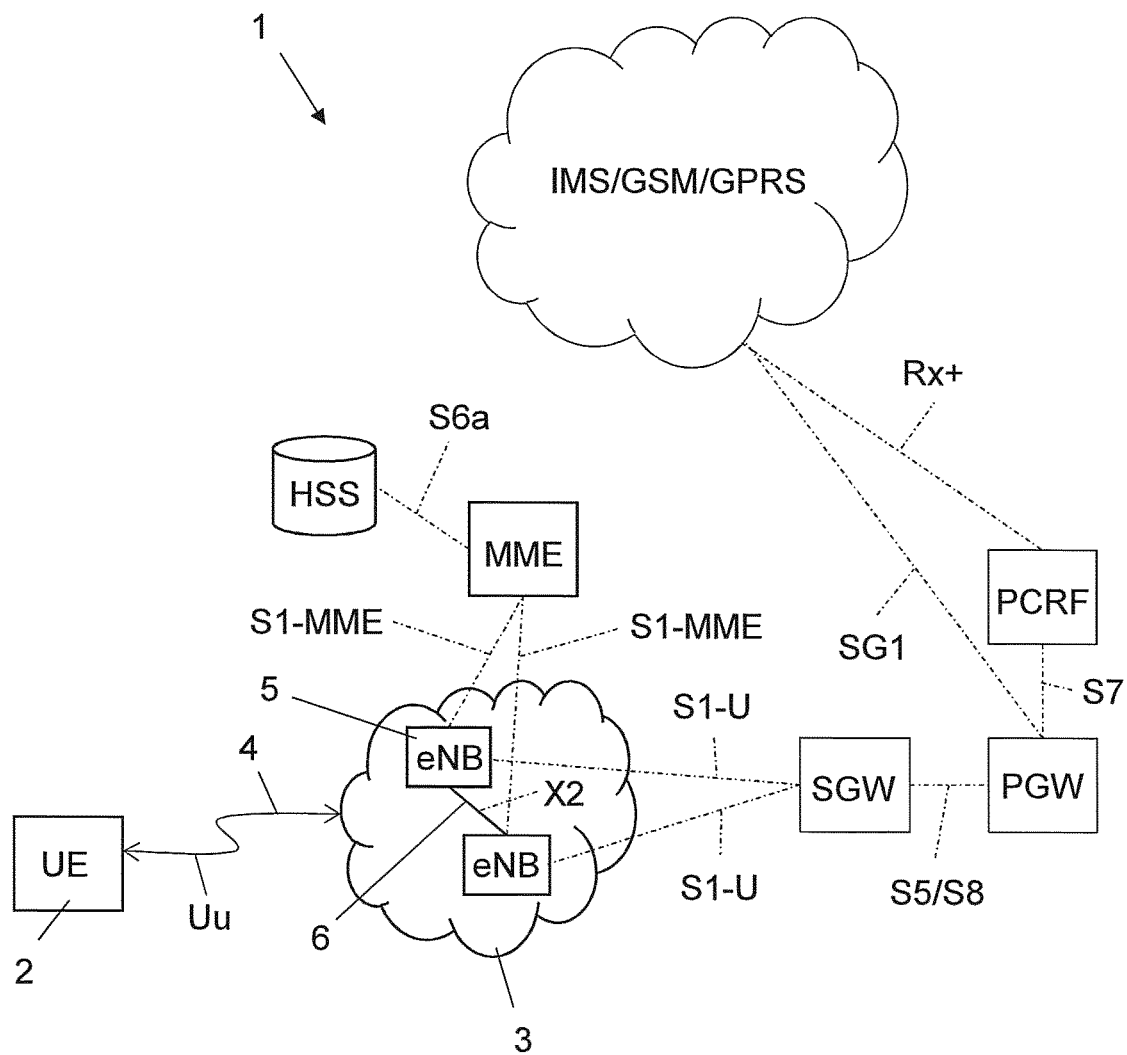 1
IMS/GSM/GPRS
Rx+
S6a
HSS
MME
PCRF
S1-MME
S1-MME
SG1
S7
5
S1-U
eNB
4
X2
SGW
PGW
UE
eNB
S1-U
S5/S8
Uu
6
2
3